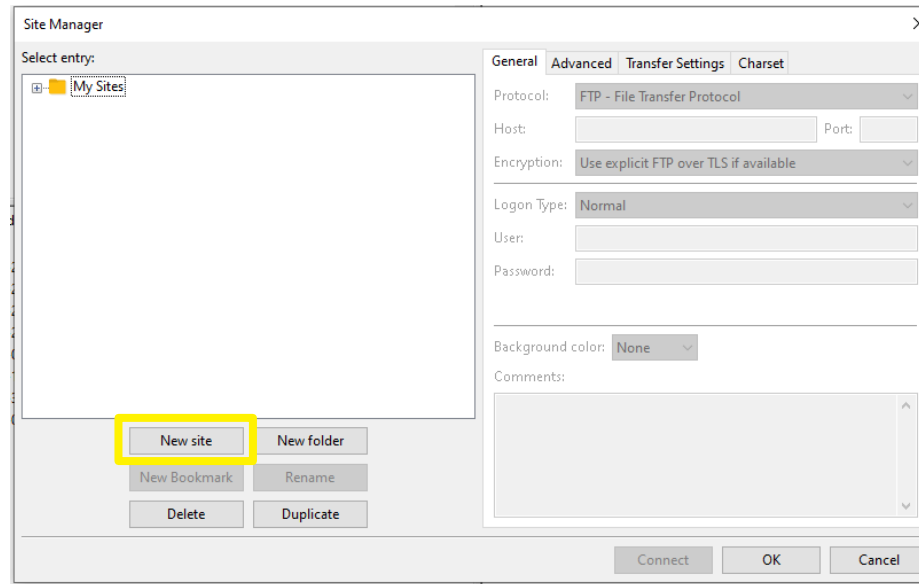 Site Manager
Select entry:
My Sites
New site New folder
New Bookmark Rename
Delete Duplicate
General Advanced Transfer Settings Charset
Protocol: FTP - File Transfer Protocol
Host: Port:
Encryption: Use explicit FTP over TLS if available
Logon Type: Normal
User:
Password:
Background color: None
Comments:
Connect OK Cancel